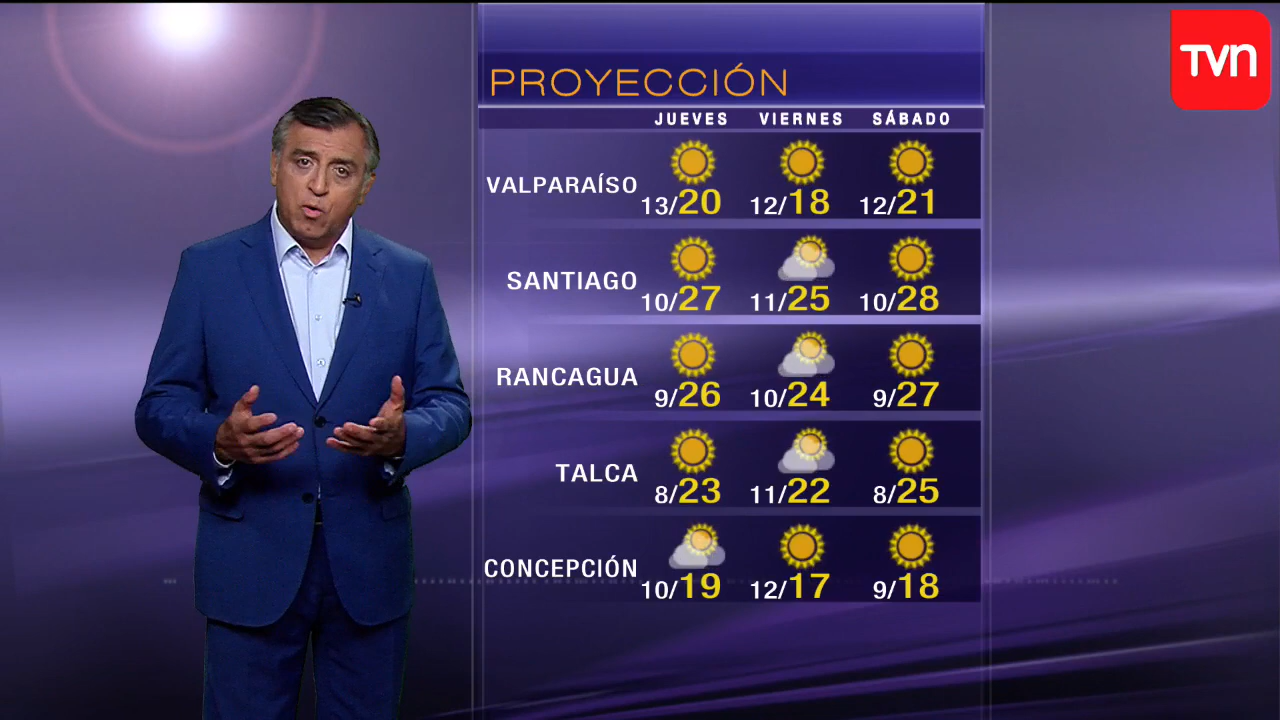 TVN
PROYECCIÓN
JUEVES VIERNES SÁBADO
VALPARAÍSO 13/20 12/18 12/21
SANTIAGO 10/27 11/25 10/28
RANCAGUA 9/26 10/24 9/27
TALCA 8/23 11/22 8/25
CONCEPCIÓN 10/19 12/17 9/18